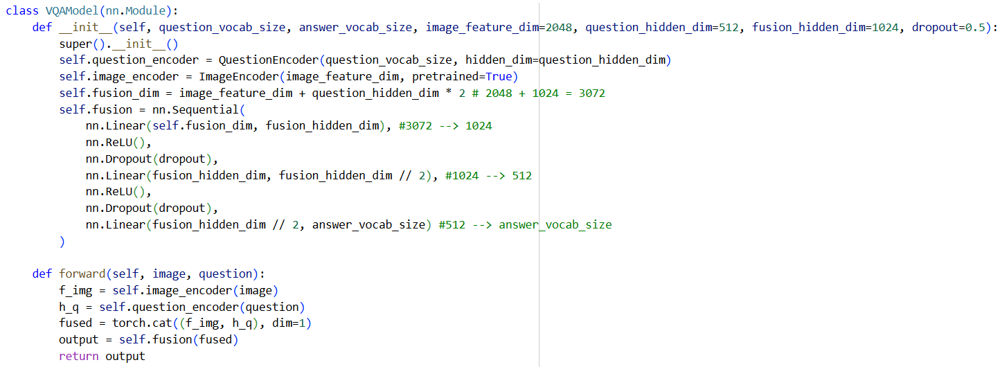 class VQAModel(nn.Module):
    def __init__(self, question_vocab_size, answer_vocab_size, image_feature_dim=2048, question_hidden_dim=512, fusion_hidden_dim=1024, dropout=0.5):
        super().__init__()
        self.question_encoder = QuestionEncoder(question_vocab_size, hidden_dim=question_hidden_dim)
        self.image_encoder = ImageEncoder(image_feature_dim, pretrained=True)
        self.fusion_dim = image_feature_dim + question_hidden_dim * 2 # 2048 + 1024 = 3072
        self.fusion = nn.Sequential(
            nn.Linear(self.fusion_dim, fusion_hidden_dim), #3072 --> 1024
            nn.ReLU(),
            nn.Dropout(dropout),
            nn.Linear(fusion_hidden_dim, fusion_hidden_dim // 2), #1024 --> 512
            nn.ReLU(),
            nn.Dropout(dropout),
            nn.Linear(fusion_hidden_dim // 2, answer_vocab_size) #512 --> answer_vocab_size
        )

    def forward(self, image, question):
        f_img = self.image_encoder(image)
        h_q = self.question_encoder(question)
        fused = torch.cat((f_img, h_q), dim=1)
        output = self.fusion(fused)
        return output